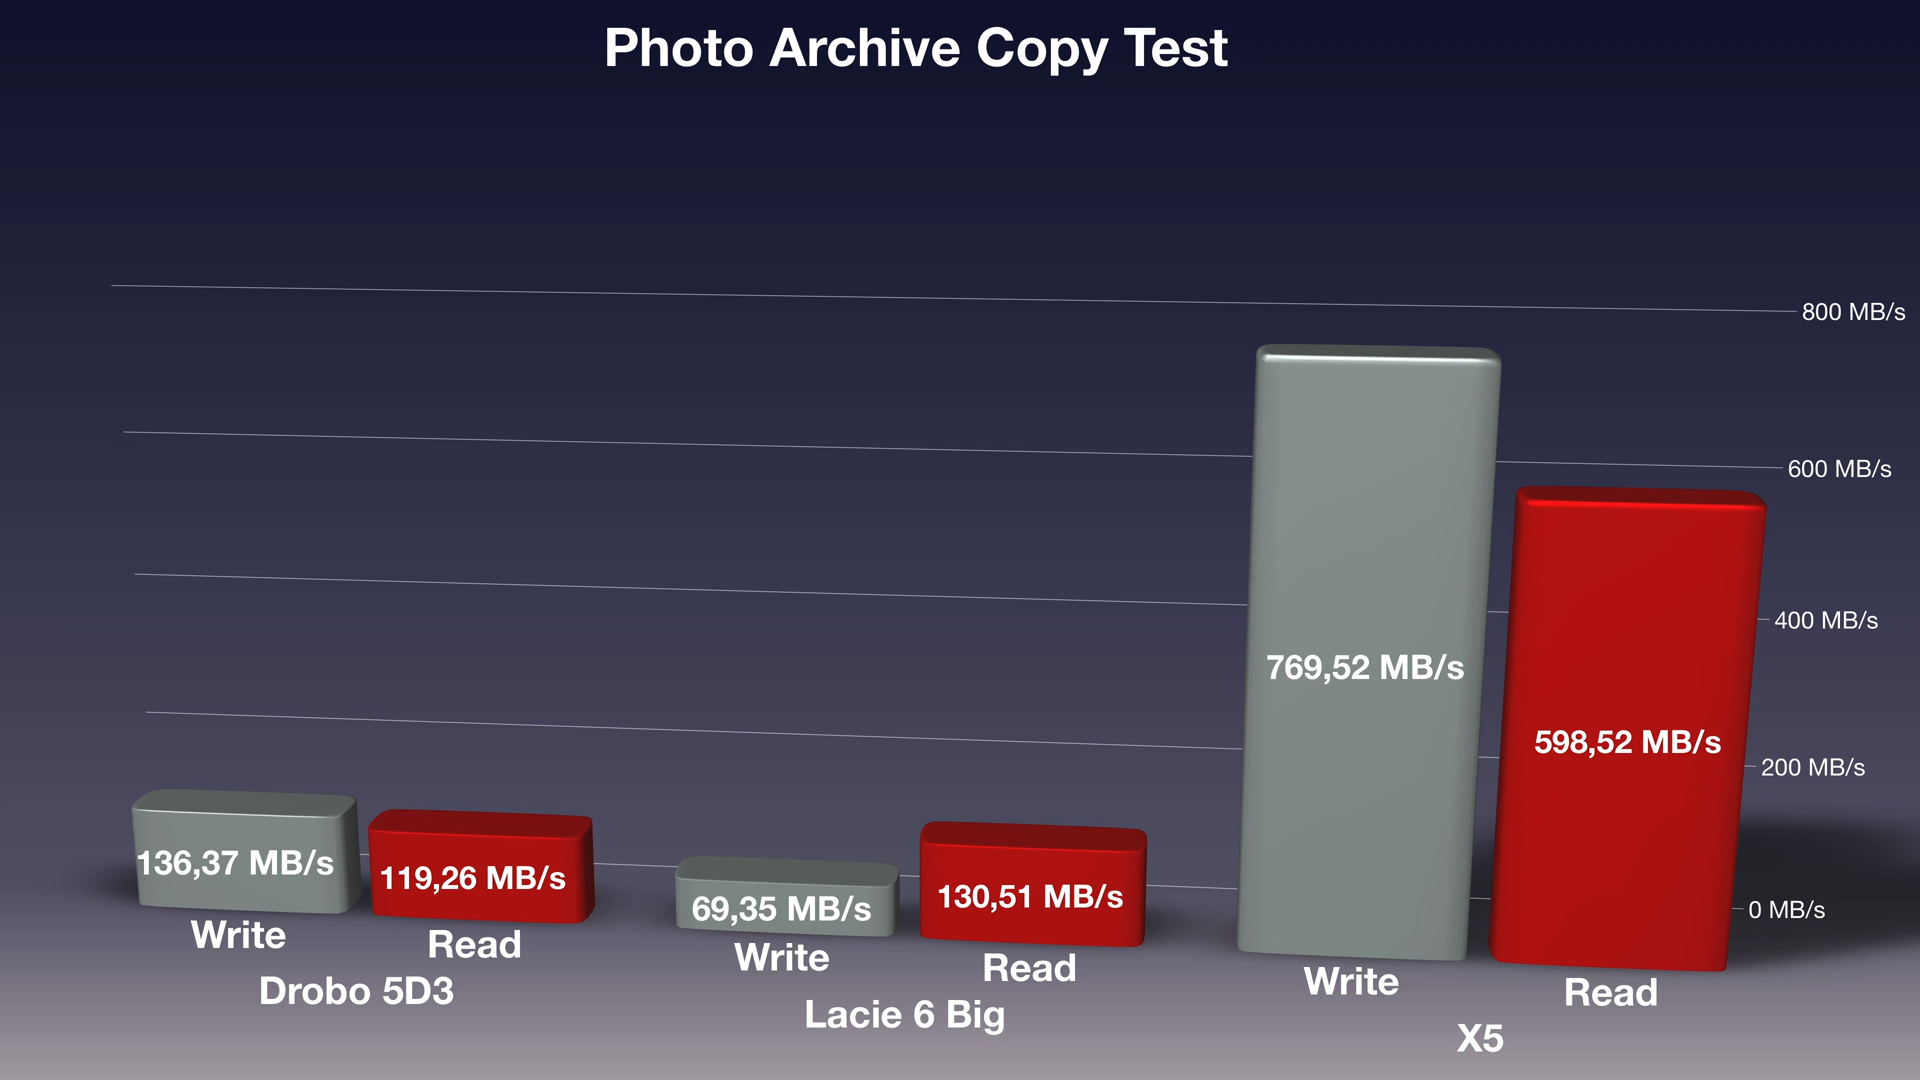 Photo Archive Copy Test
800 MB/s
600 MB/s
400 MB/s
200 MB/s
0 MB/s
136,37 MB/s
119,26 MB/s
69,35 MB/s
130,51 MB/s
769,52 MB/s
598,52 MB/s
Write
Read
Drobo 5D3
Write
Read
Lacie 6 Big
Write
Read
X5